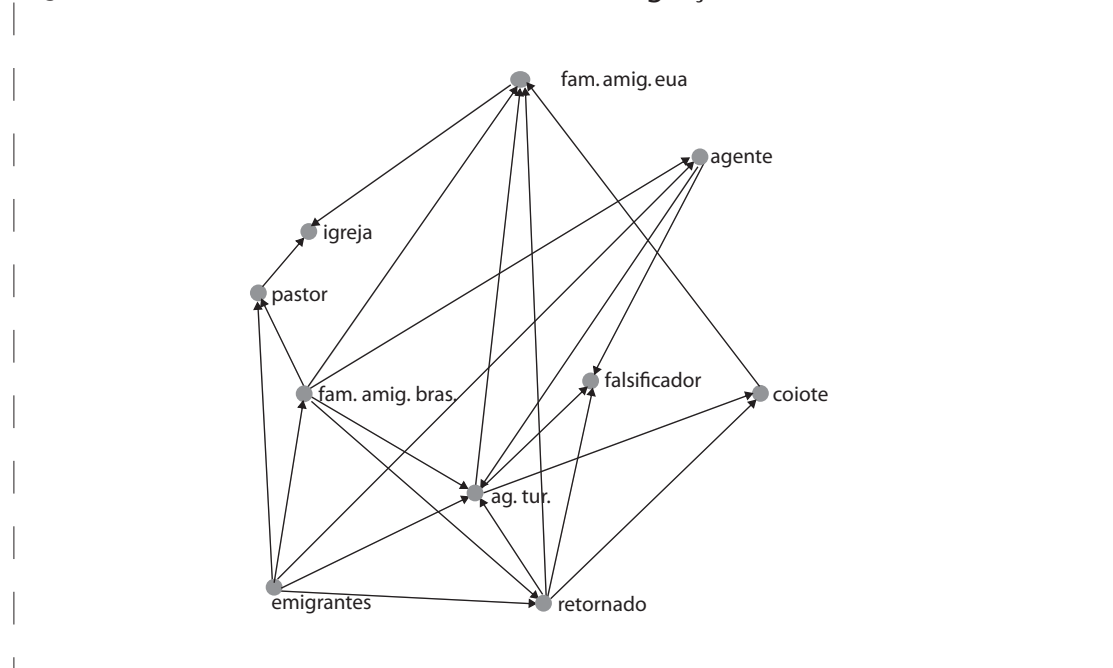 fam. amig. eua
agente
igreja
pastor
falsificador
fam. amig. bras.
coiote
ag. tur.
emigrantes
retornado